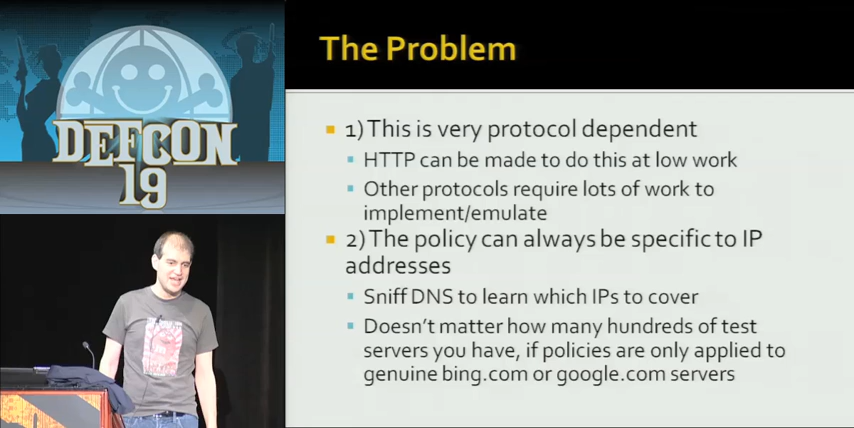 DEFCON
19
The Problem
1) This is very protocol dependent
HTTP can be made to do this at low work
Other protocols require lots of work to
implement/emulate
2) The policy can always be specific to IP
addresses
Sniff DNS to learn which IPs to cover
Doesn't matter how many hundreds of test
servers you have, if policies are only applied to
genuine bing.com or google.com servers